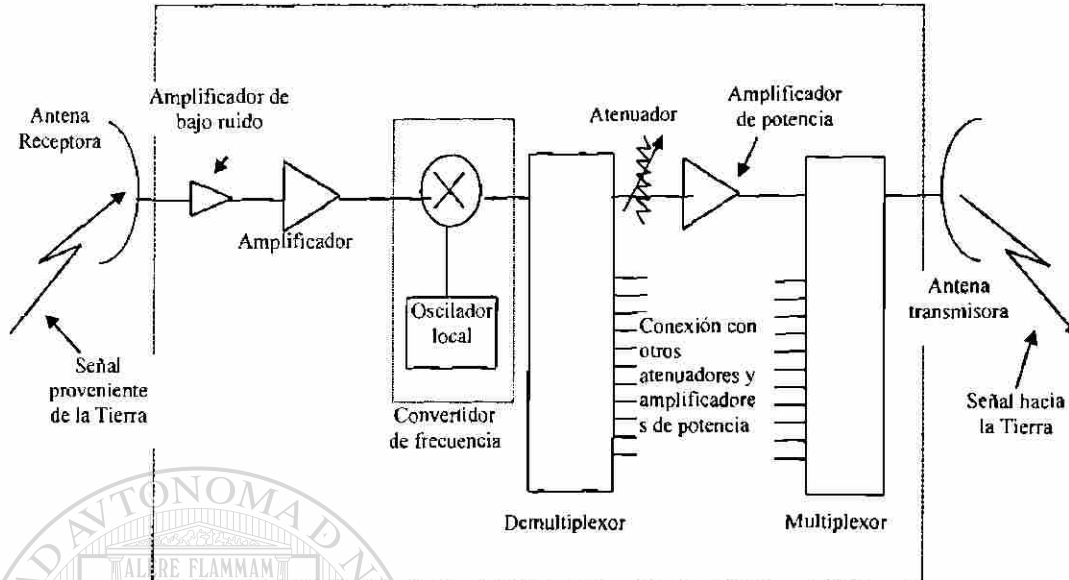 Antena
Receptora
Amplificador de
bajo ruido
Amplificador
Señal
proveniente
de la Tierra
Oscilador
local
Convertidor
de frecuencia
Demultiplexor
Atenuador
Amplificador
de potencia
Conexión con
otros
atenuadores y
amplificadore
s de potencia
Multiplexor
Antena
transmisora
Señal hacia
la Tierra
AVTONOMA D
ALERE FLAMMAM